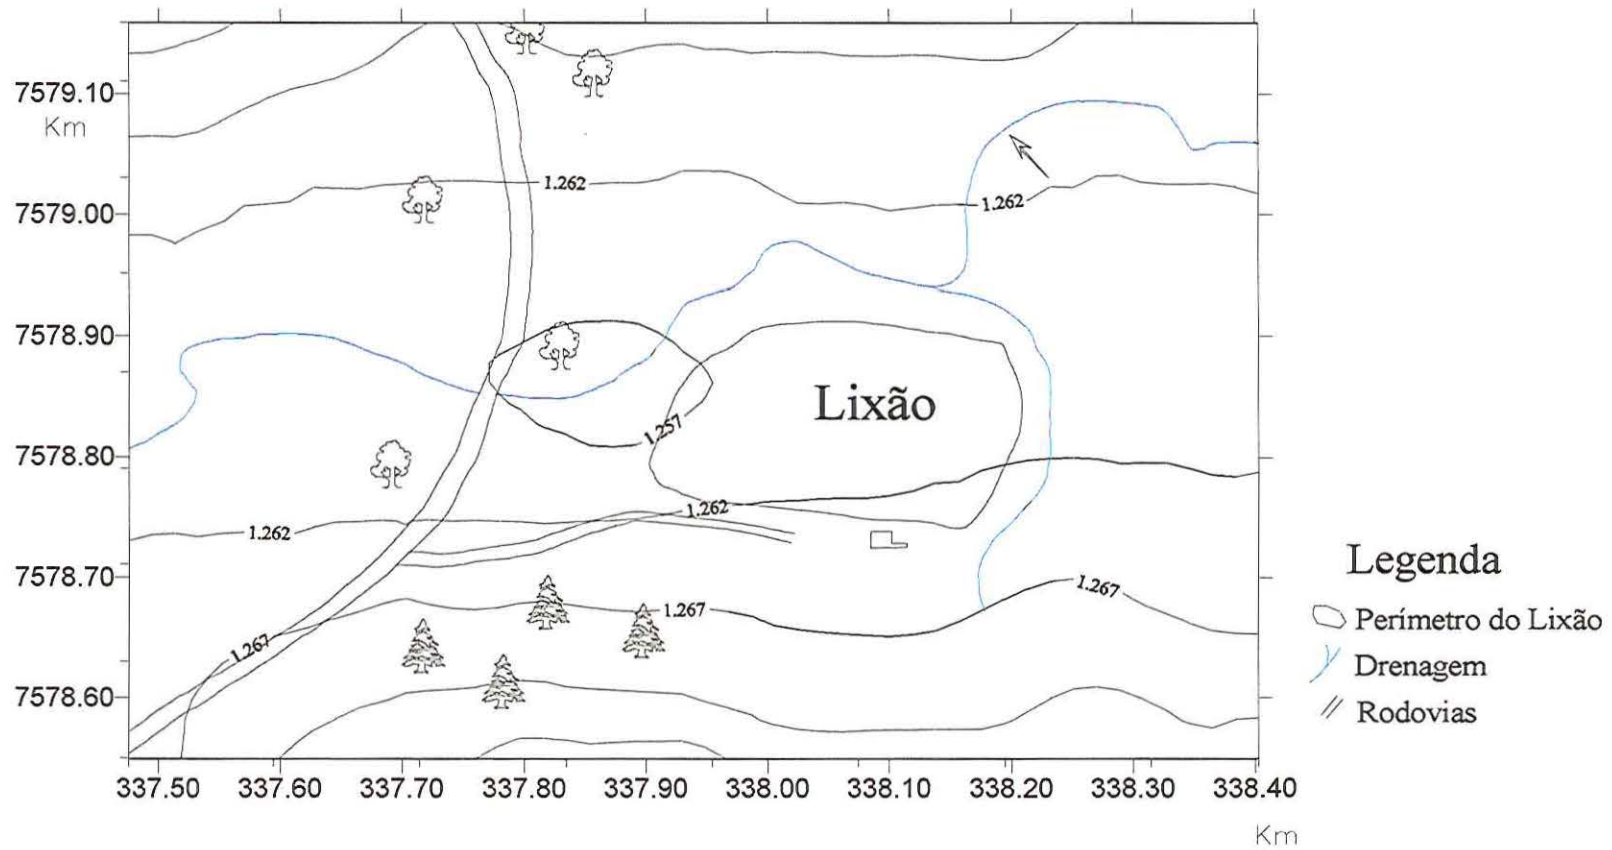 7579.10
Km
1.262
1.262
7579.00
7578.90
Lixão
1.257
7578.80
1.262
1.262
7578.70
1.267
1.267
1.267
7578.60
337.50 337.60 337.70 337.80 337.90 338.00 338.10 338.20 338.30 338.40
Km
Legenda
Perímetro do Lixão
Drenagem
Rodovias